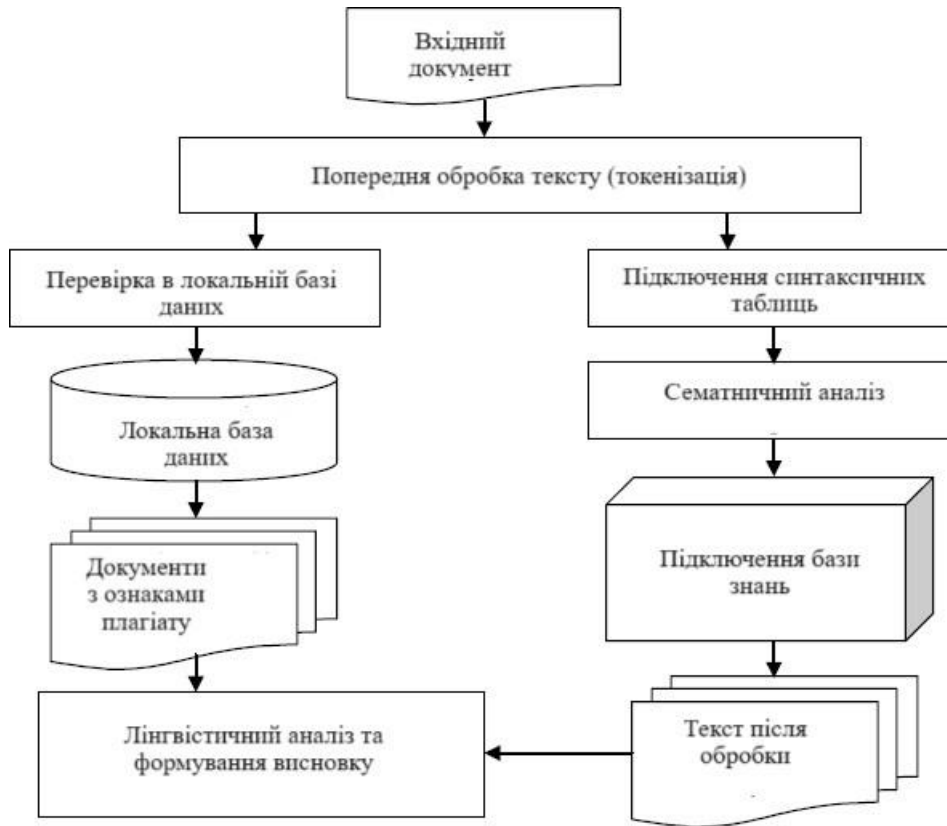 Вхідний
документ
Попередня обробка тексту (токенізація)
Перевірка в локальній базі
даних
Підключення синтаксичних
таблиць
Локальна база
даних
Сематничний аналіз
Документи
з ознаками
плагіату
Підключення бази
знань
Лінгвістичний аналіз та
формування висновку
Текст після
обробки